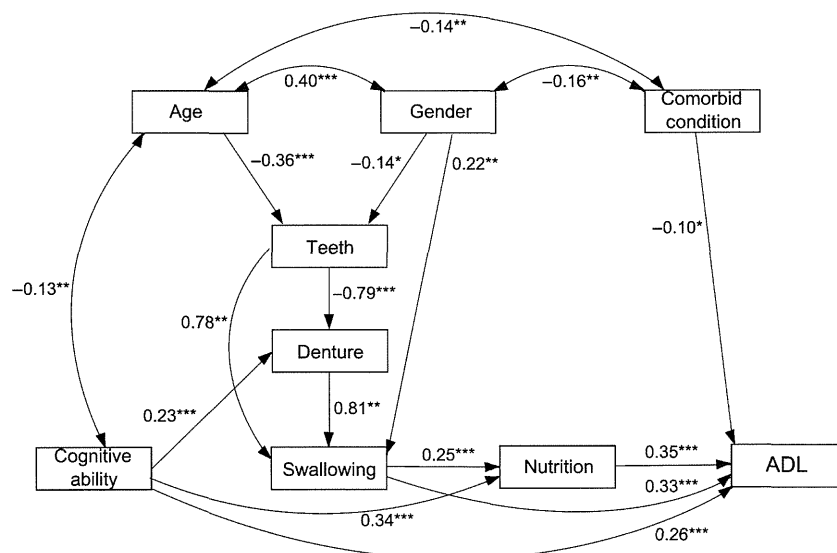 –0.14**
0.40***
–0.16**
Age
Gender
Comorbid
condition
–0.36***
–0.14*
0.22**
–0.10*
Teeth
–0.13**
–0.79***
0.78**
Denture
0.23***
0.81**
Cognitive
ability
Swallowing
0.25***
Nutrition
0.35***
ADL
0.33***
0.34***
0.26***